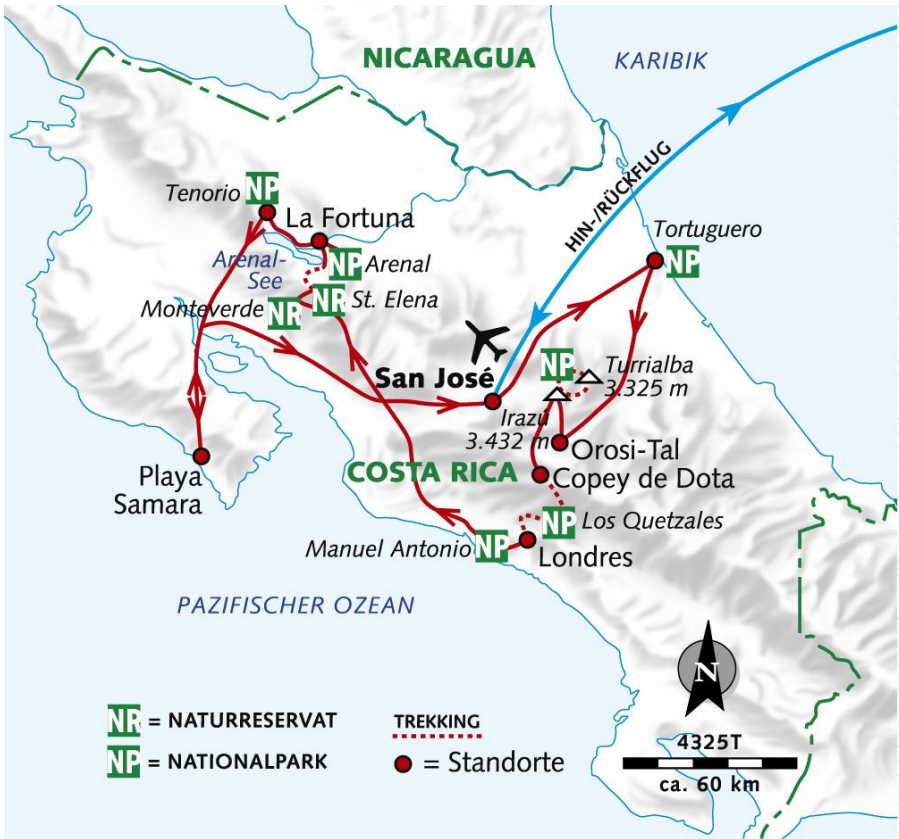 NICARAGUA
KARIBIK
HIN-/RÜCKFLUG
Tenorio
NP
La Fortuna
Tortuguero
NP
Arenal-
See
NP
Arenal
Monteverde
NR
NR
St. Elena
San José
NP
Turrialba
3.325 m
Irazú
3.432 m
Orosi-Tal
Playa
Samara
COSTA RICA
Copey de Dota
NP
Los Quetzales
Manuel Antonio
NP
Londres
PAZIFISCHER OZEAN
N
NR = NATURRESERVAT
NP = NATIONALPARK
TREKKING
= Standorte
4325T
ca. 60 km